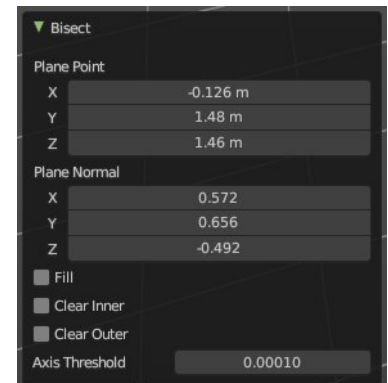 Bisect
Plane Point
X -0.126 m
Y 1.48 m
Z 1.46 m
Plane Normal
X 0.572
Y 0.656
Z -0.492
Fill
Clear Inner
Clear Outer
Axis Threshold 0.00010